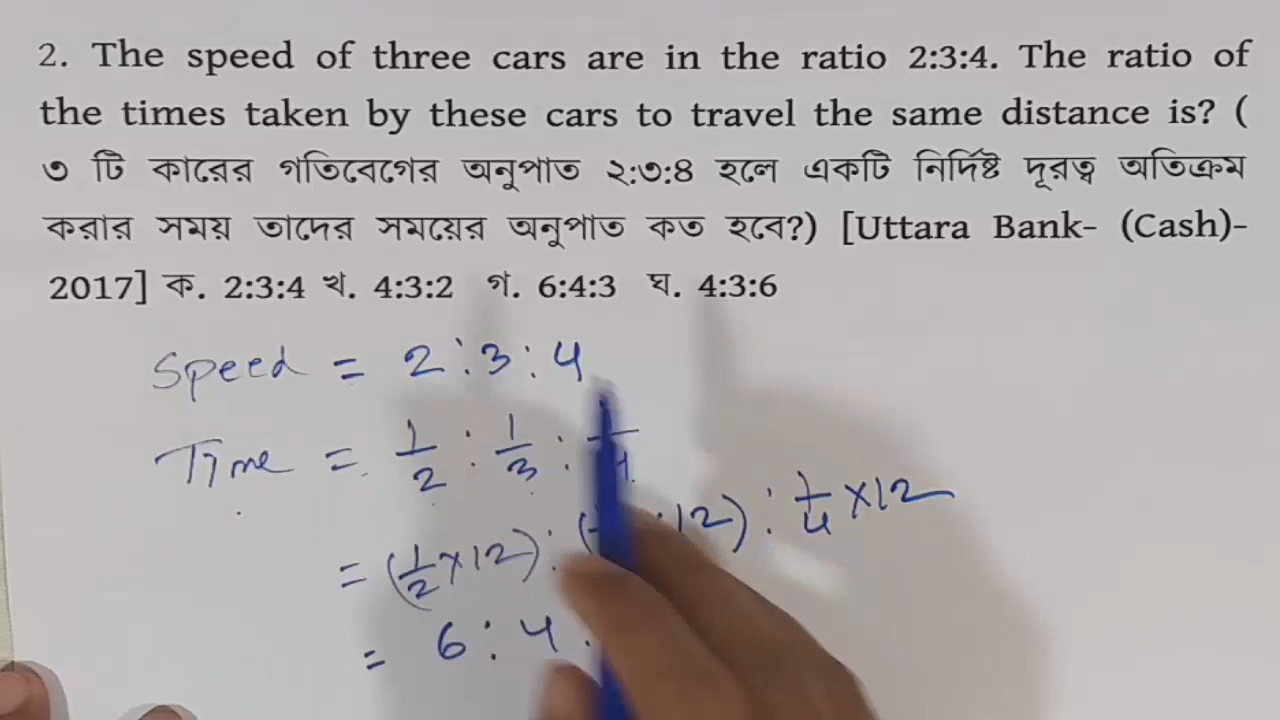 2. The speed of three cars are in the ratio 2:3:4. The ratio of
the times taken by these cars to travel the same distance is? (
৩ টি কারের গতিবেগের অনুপাত ২:৩:৪ হলে একটি নির্দিষ্ট দূরত্ব অতিক্রম
করার সময় তাদের সময়ের অনুপাত কত হবে?) [Uttara Bank- (Cash)-
2017] ক. 2:3:4 খ. 4:3:2 গ. 6:4:3 ঘ. 4:3:6
Speed = 2:3:4
Time = 1/2 : 1/3 :
= (1/2×12): ( 12) : 1/4 ×12
= 6:4